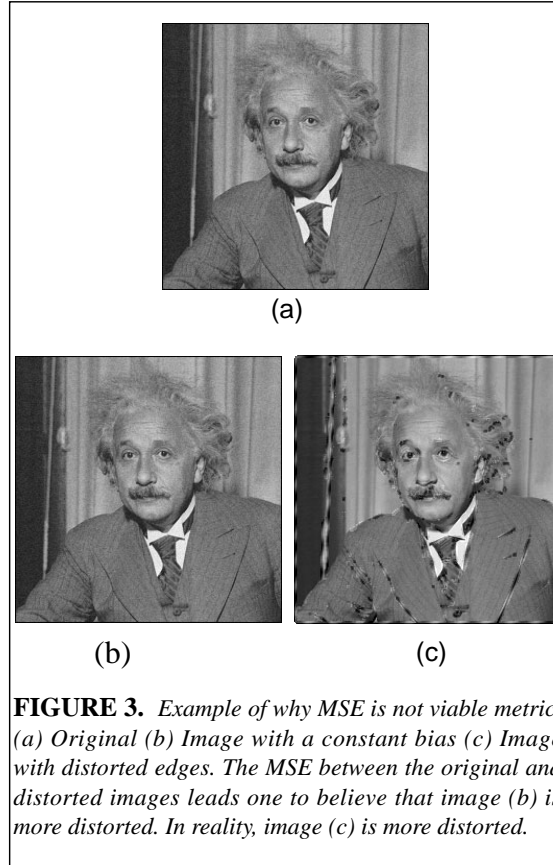 (a)
(b) (c)
FIGURE 3. Example of why MSE is not viable metric
(a) Original (b) Image with a constant bias (c) Image
with distorted edges. The MSE between the original and
distorted images leads one to believe that image (b) is
more distorted. In reality, image (c) is more distorted.